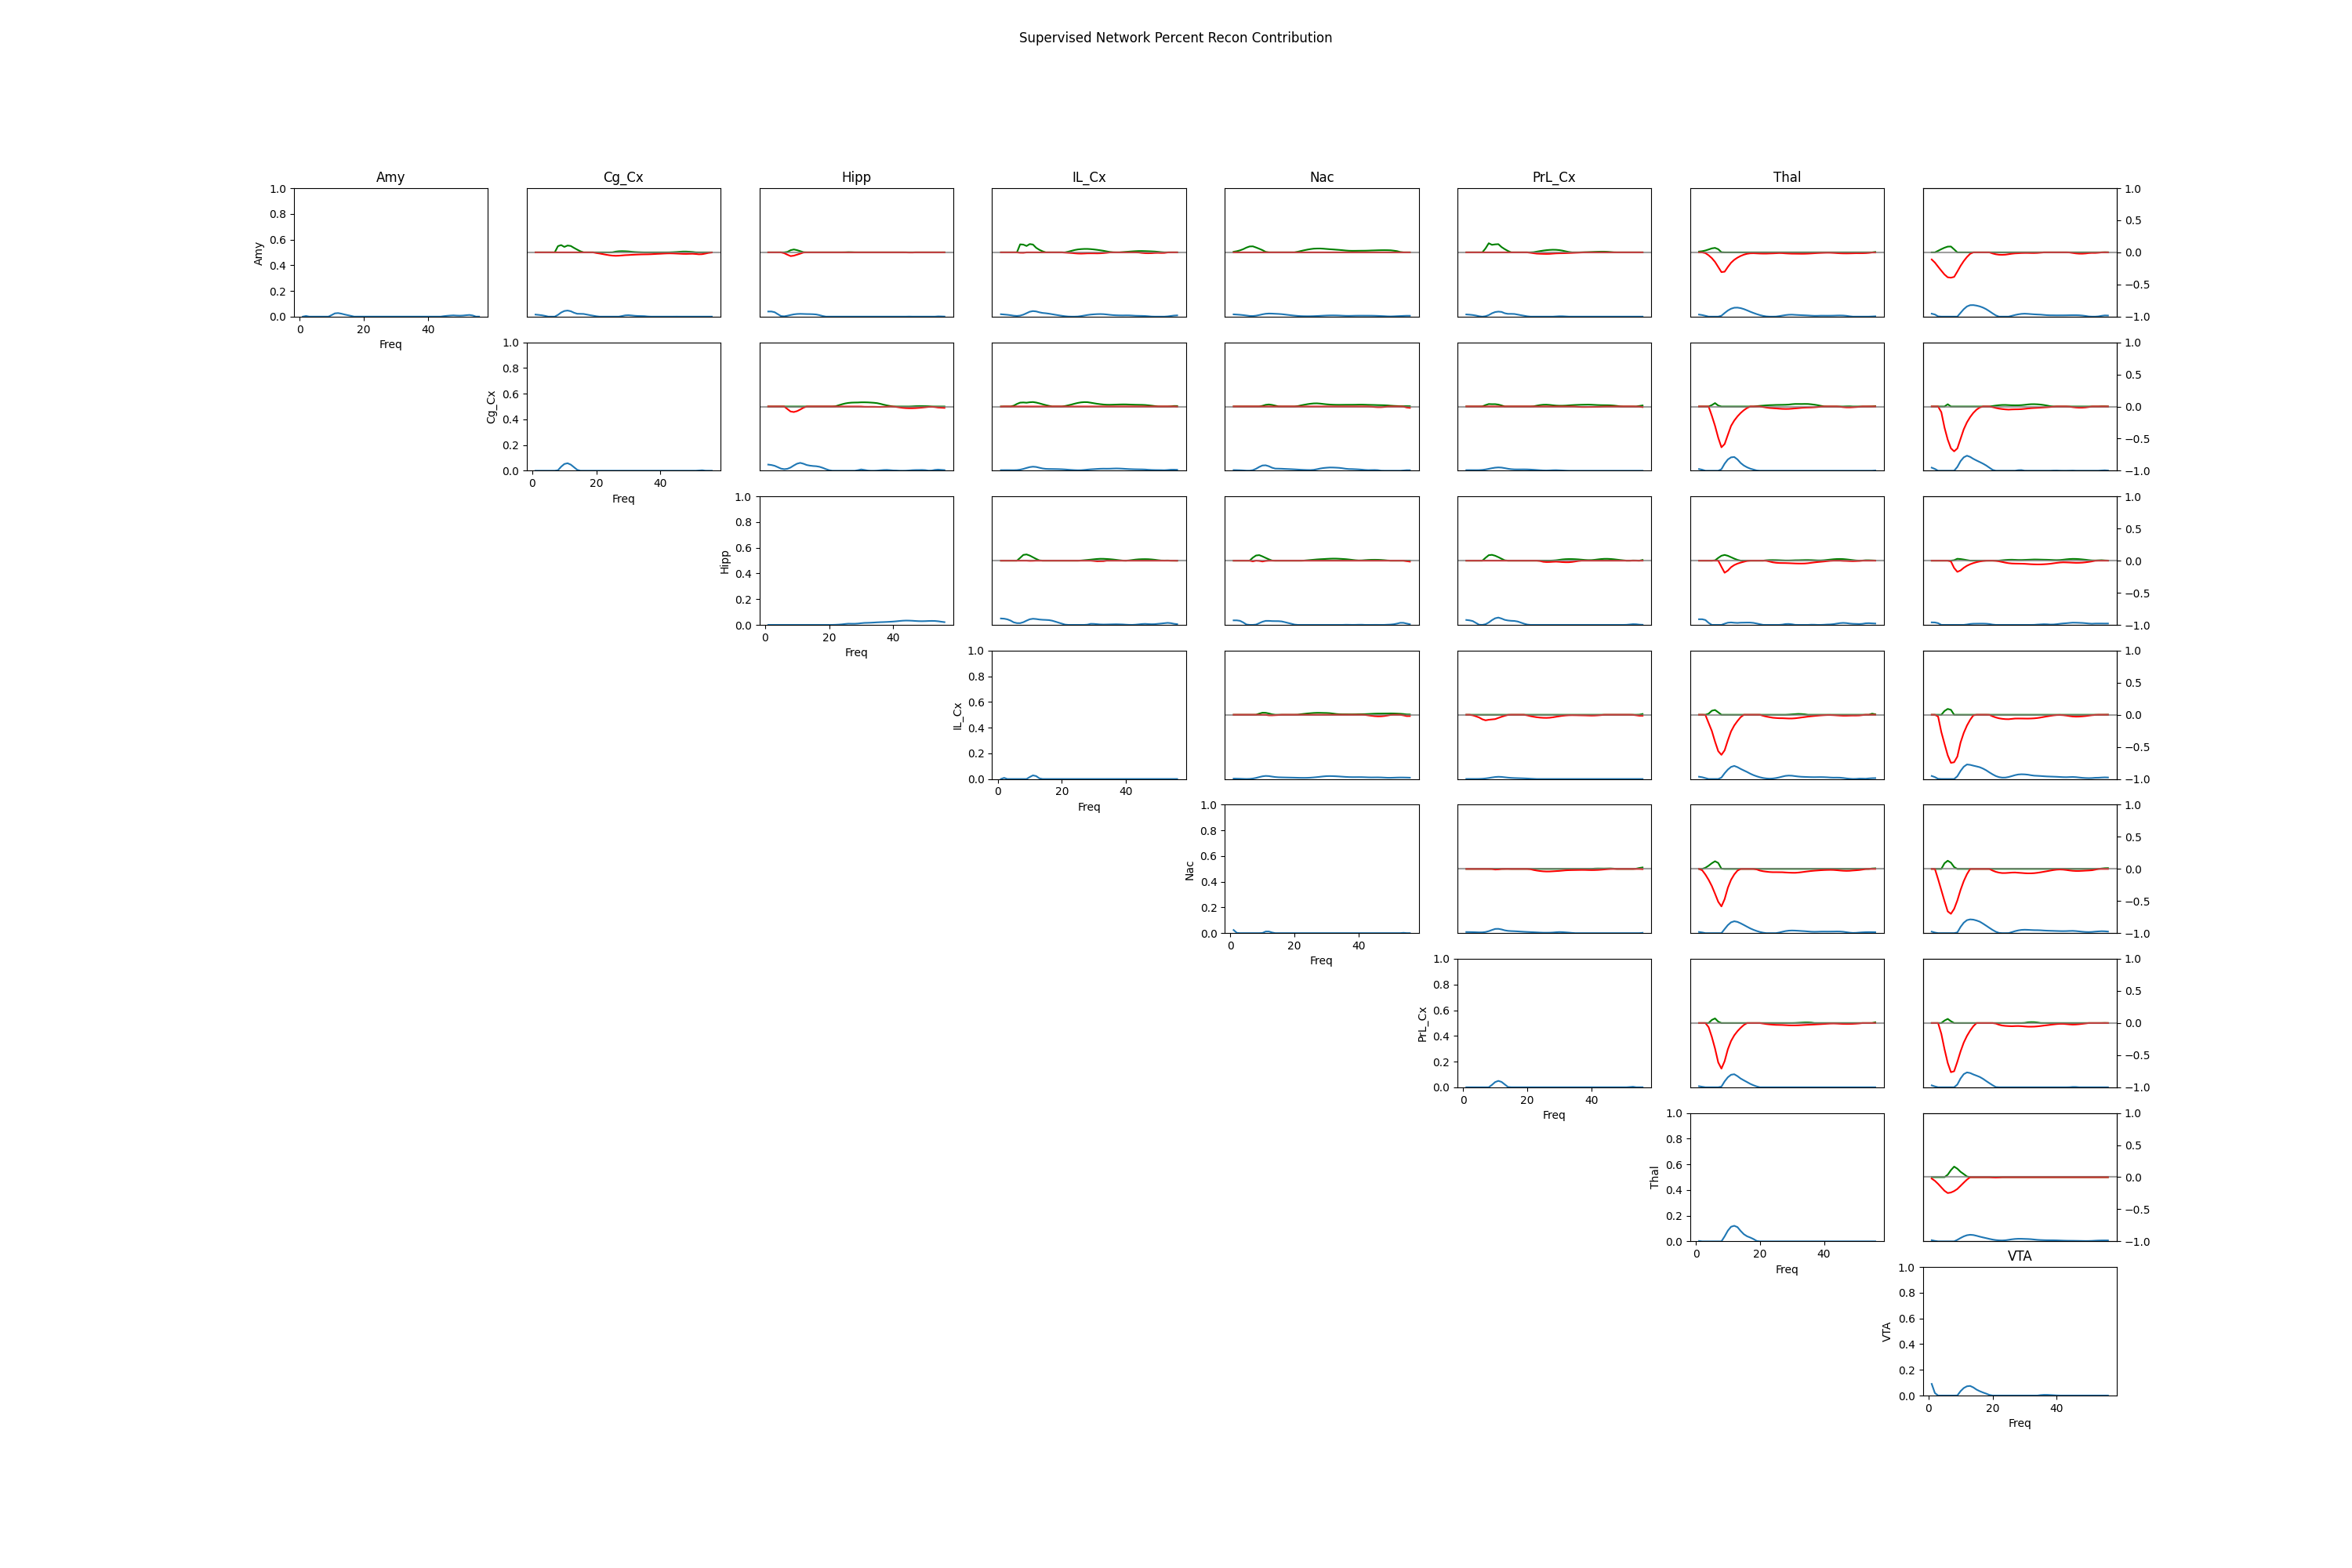 Supervised Network Percent Recon Contribution
Amy Cg_Cx Hipp IL_Cx Nac PrL_Cx Thal
Amy
1.0 0.8 0.6 0.4 0.2 0.0
0 20 40
Freq
1.0 0.5 0.0 −0.5 −1.0
Cg_Cx
1.0 0.8 0.6 0.4 0.2 0.0
0 20 40
Freq
1.0 0.5 0.0 −0.5 −1.0
Hipp
1.0 0.8 0.6 0.4 0.2 0.0
0 20 40
Freq
1.0 0.5 0.0 −0.5 −1.0
IL_Cx
1.0 0.8 0.6 0.4 0.2 0.0
0 20 40
Freq
1.0 0.5 0.0 −0.5 −1.0
Nac
1.0 0.8 0.6 0.4 0.2 0.0
0 20 40
Freq
1.0 0.5 0.0 −0.5 −1.0
PrL_Cx
1.0 0.8 0.6 0.4 0.2 0.0
0 20 40
Freq
1.0 0.5 0.0 −0.5 −1.0
Thal
1.0 0.8 0.6 0.4 0.2 0.0
0 20 40
Freq
1.0 0.5 0.0 −0.5 −1.0
VTA
VTA
1.0 0.8 0.6 0.4 0.2 0.0
0 20 40
Freq